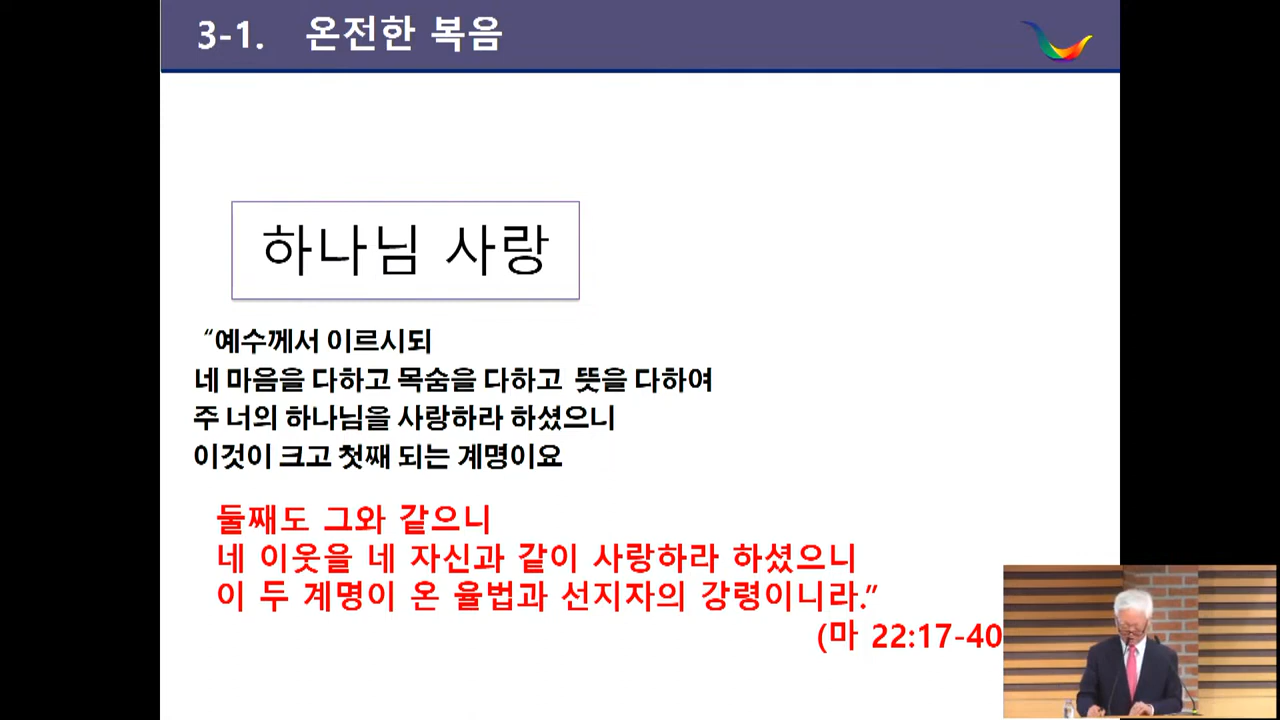 3-1. 온전한 복음
하나님 사랑
“예수께서 이르시되
네 마음을 다하고 목숨을 다하고 뜻을 다하여
주 너의 하나님을 사랑하라 하셨으니
이것이 크고 첫째 되는 계명이요
둘째도 그와 같으니
네 이웃을 네 자신과 같이 사랑하라 하셨으니
이 두 계명이 온 율법과 선지자의 강령이니라.”
(마 22:17-40